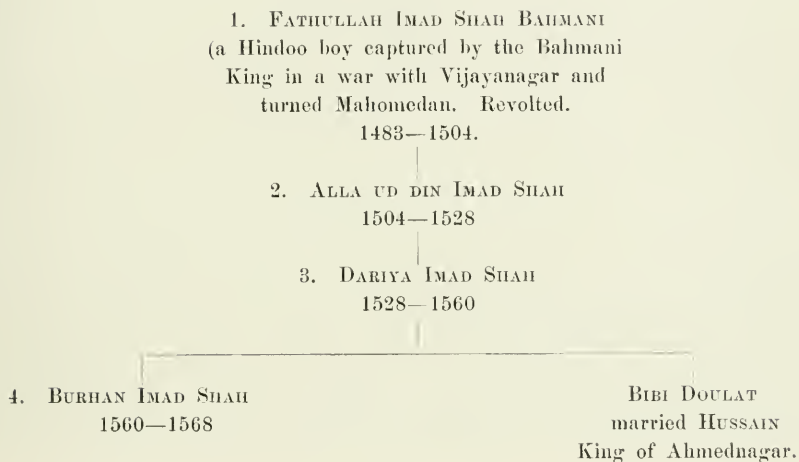 1. Fathullah Imad Shah Bahmani
(a Hindoo boy captured by the Bahmani
King in a war with Vijayanagar and
turned Mahomedan. Revolted.
1483—1504.
2. Alla ud din Imad Shah
1504—1528
3. Dariya Imad Shah
1528—1560
4. Burhan Imad Shah
1560—1568
Bibi Doulat
married Hussain
King of Ahmednagar.